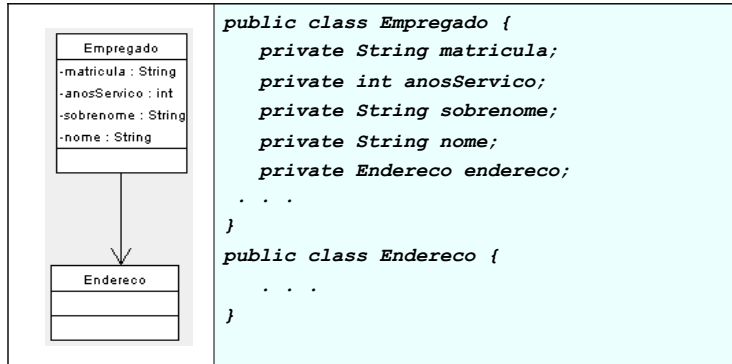 Empregado
-matricula : String
-anosServico : int
-sobrenome : String
-nome : String
Endereco
public class Empregado {
private String matricula;
private int anosServico;
private String sobrenome;
private String nome;
private Endereco endereco;
. . .
}
public class Endereco {
. . .
}